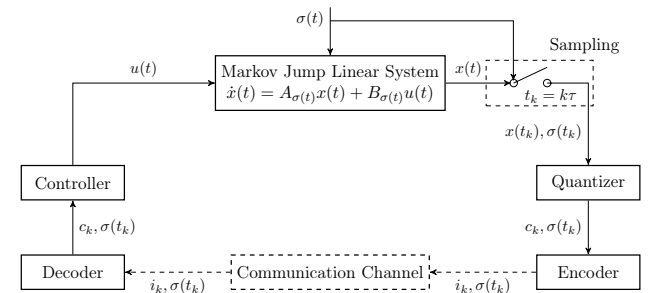 σ(t)
Sampling
u(t)
Markov Jump Linear System
ẋ(t) = A_{σ(t)}x(t) + B_{σ(t)}u(t)
x(t)
t_k = kτ
x(t_k), σ(t_k)
Controller
Quantizer
c_k, σ(t_k)
c_k, σ(t_k)
Decoder
Communication Channel
Encoder
i_k, σ(t_k)
i_k, σ(t_k)